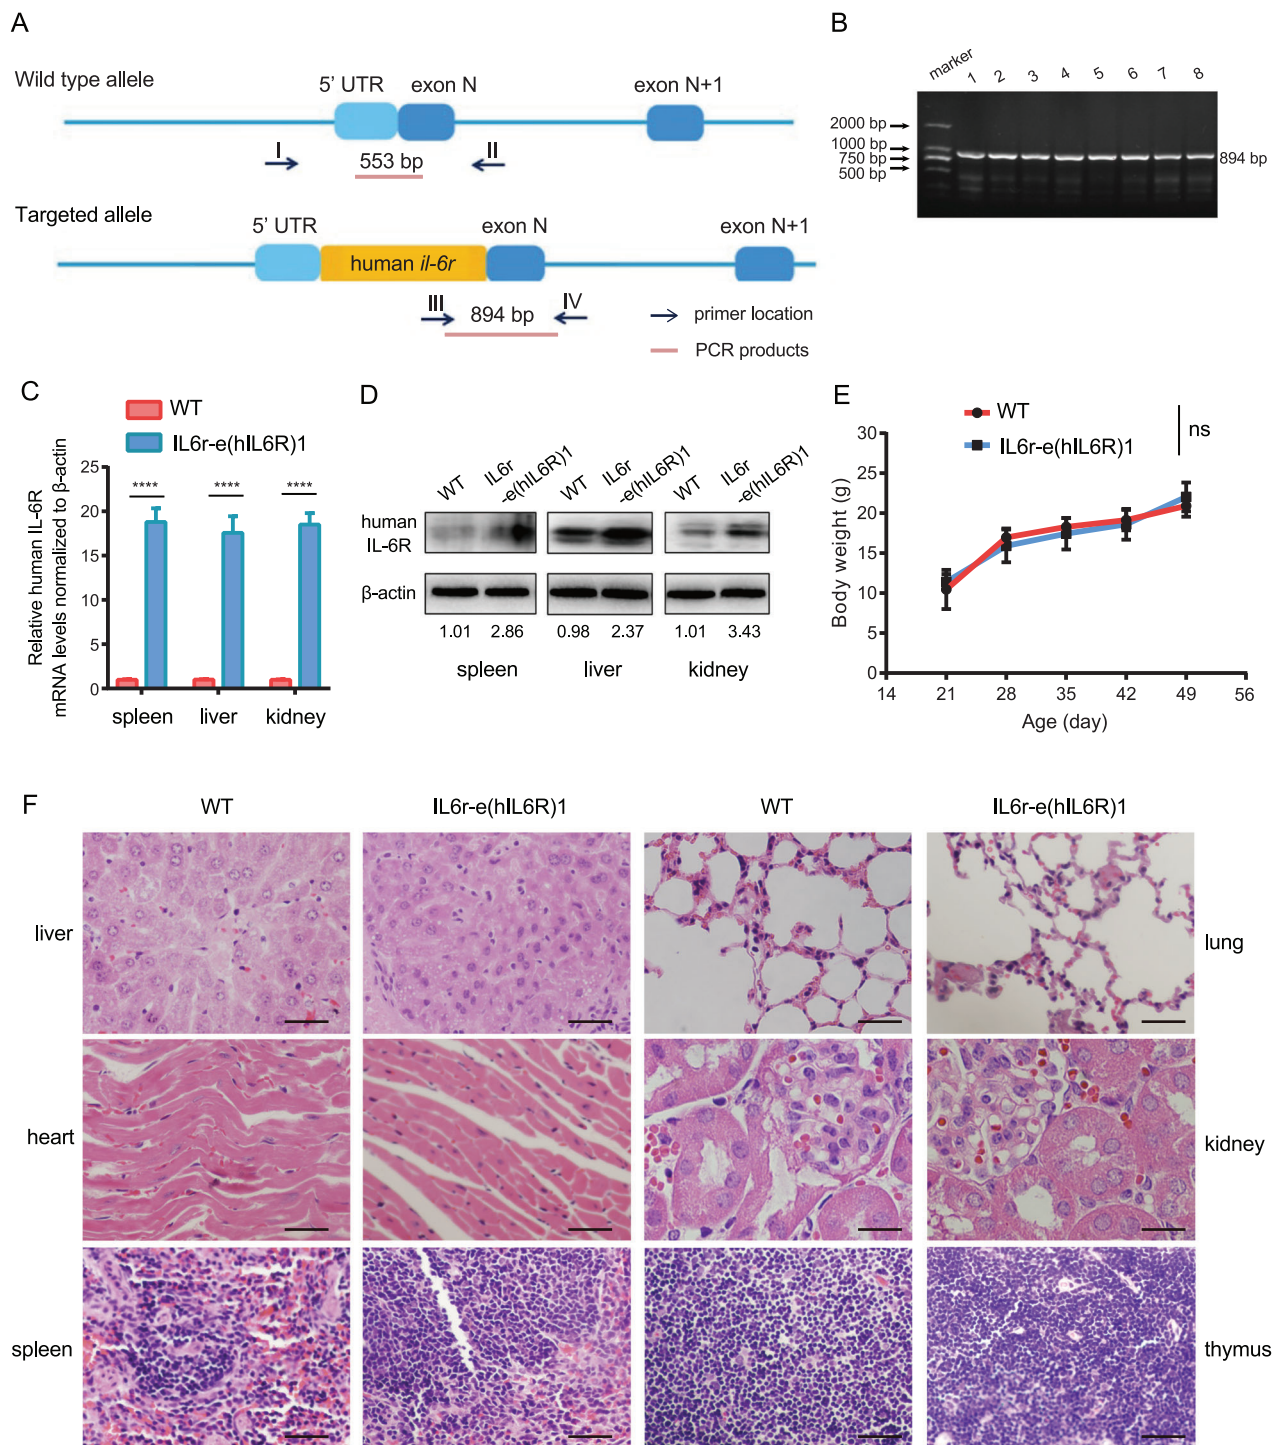 A
Wild type allele
5' UTR
exon N
exon N+1
I
553 bp
II
Targeted allele
5' UTR
exon N
exon N+1
human il-6r
III
894 bp
IV
primer location
PCR products
B
marker
1 2 3 4 5 6 7 8
2000 bp
1000 bp
750 bp
500 bp
894 bp
C
WT
IL6r-e(hIL6R)1
Relative human IL-6R
mRNA levels normalized to β-actin
25
20
15
10
5
0
**** **** ****
spleen liver kidney
D
WT
IL6r
-e(hIL6R)1
WT
IL6r
-e(hIL6R)1
WT
IL6r
-e(hIL6R)1
human
IL-6R
β-actin
1.01 2.86 0.98 2.37 1.01 3.43
spleen liver kidney
E
WT
IL6r-e(hIL6R)1
ns
Body weight (g)
30
25
20
15
10
5
0
14 21 28 35 42 49 56
Age (day)
F
WT IL6r-e(hIL6R)1 WT IL6r-e(hIL6R)1
liver
lung
heart
kidney
spleen
thymus